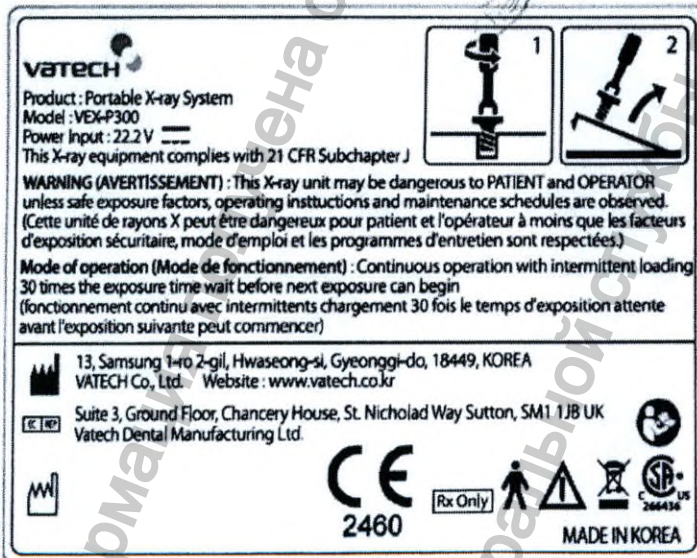 vatech
1
2
Product : Portable X-ray System
Model : VEX-P300
Power Input : 22.2 V
This X-ray equipment complies with 21 CFR Subchapter J
WARNING (AVERTISSEMENT) : This X-ray unit may be dangerous to PATIENT and OPERATOR
unless safe exposure factors, operating insttuctions and maintenance schedules are observed.
(Cette unité de rayons X peut être dangereux pour patient et l'opérateur à moins que les facteurs
d'exposition sécuritaire, mode d'emploi et les programmes d'entretien sont respectées.)
Mode of operation (Mode de fonctionnement) : Continuous operation with intermittent loading
30 times the exposure time wait before next exposure can begin
(fonctionnement continu avec intermittents chargement 30 fois le temps d'exposition attente
avant l'exposition suivante peut commencer)
13, Samsung 1-ro 2-gil, Hwaseong-si, Gyeonggi-do, 18449, KOREA
VATECH Co., Ltd. Website : www.vatech.co.kr
EC REP
Suite 3, Ground Floor, Chancery House, St. Nicholad Way Sutton, SM1 1JB UK
Vatech Dental Manufacturing Ltd.
CE
2460
Rx Only
C SA US
266436
MADE IN KOREA